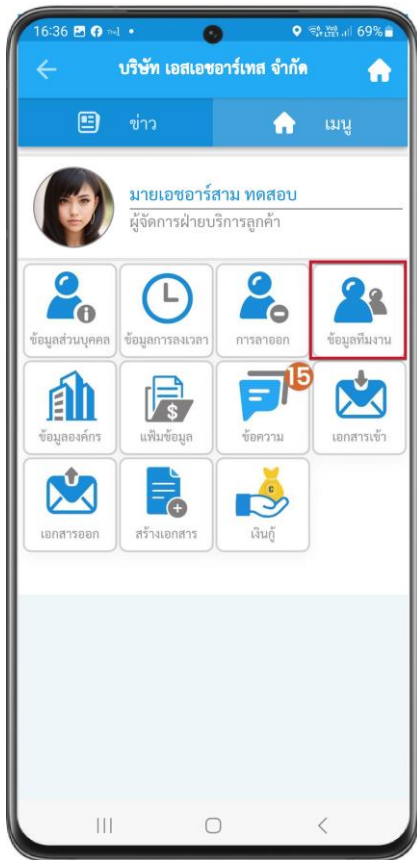 16:36
69%
บริษัท เอสเอชอาร์เทส จำกัด
ข่าว
เมนู
มายเอชอาร์สาม ทดสอบ
ผู้จัดการฝ่ายบริการลูกค้า
ข้อมูลส่วนบุคคล
ข้อมูลการลงเวลา
การลาออก
ข้อมูลทีมงาน
15
ข้อมูลองค์กร
แฟ้มข้อมูล
ข้อความ
เอกสารเข้า
เอกสารออก
สร้างเอกสาร
เงินกู้